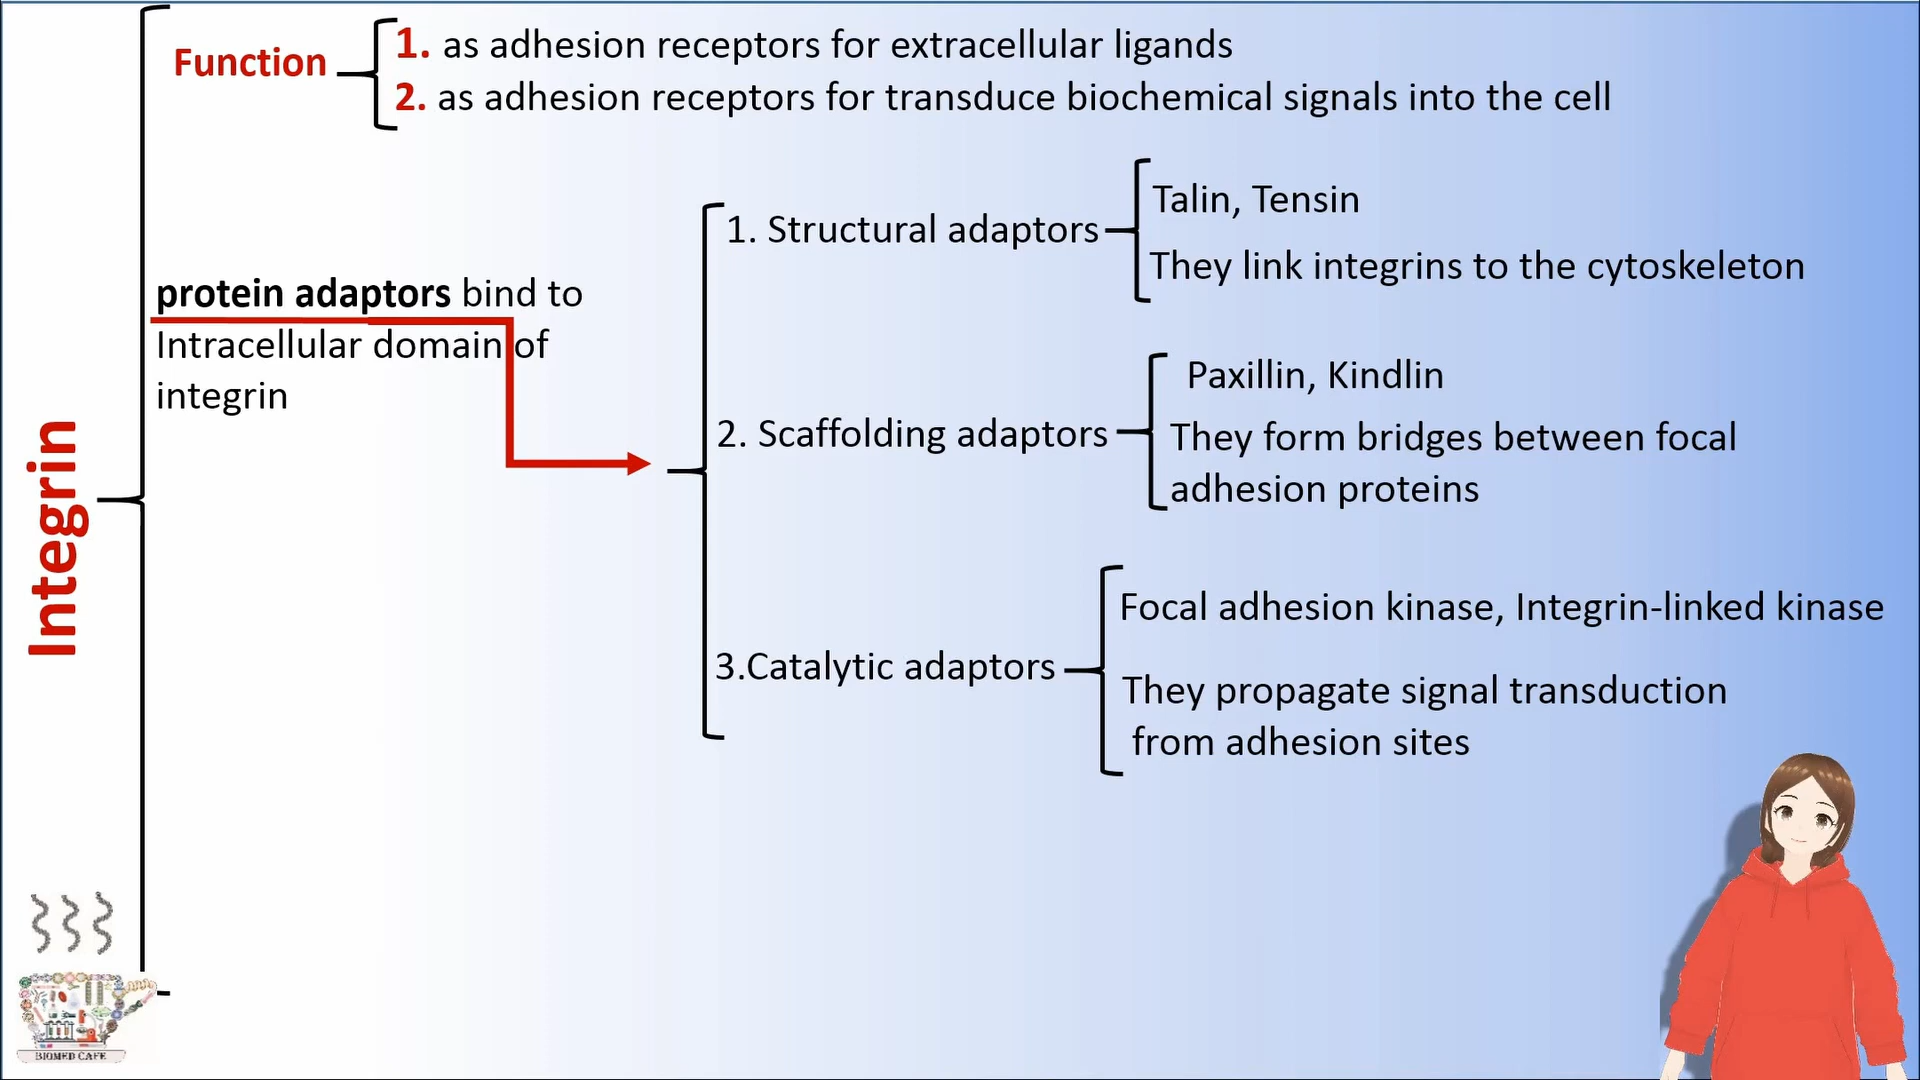 Integrin
Function
1. as adhesion receptors for extracellular ligands
2. as adhesion receptors for transduce biochemical signals into the cell
protein adaptors bind to
Intracellular domain of
integrin
1. Structural adaptors
Talin, Tensin
They link integrins to the cytoskeleton
2. Scaffolding adaptors
Paxillin, Kindlin
They form bridges between focal
adhesion proteins
3.Catalytic adaptors
Focal adhesion kinase, Integrin-linked kinase
They propagate signal transduction
from adhesion sites
BIOMED CAFE